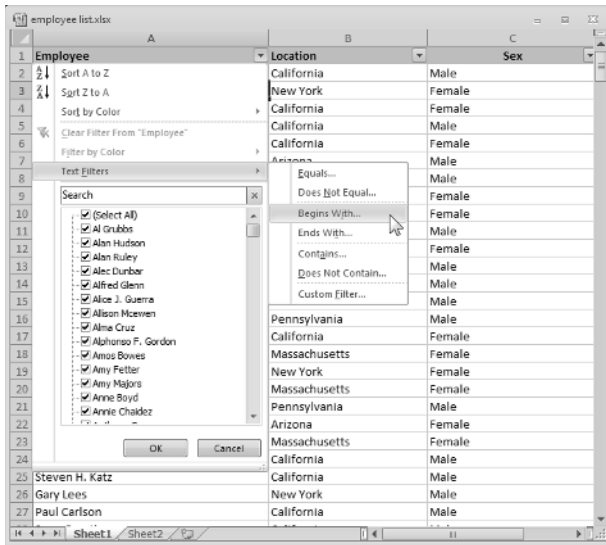 employee list.xlsx
A B C
1 Employee Location Sex
2 Sort A to Z California Male
3 Sort Z to A New York Female
4 Sort by Color California Female
5 Clear Filter From "Employee" California Male
6 Filter by Color California Female
7 Arizona Male
8 Text Filters Equals... Male
9 Search Does Not Equal... Female
10 (Select All) Begins With... Female
11 Al Grubbs Ends With... Male
12 Alan Hudson Contains... Female
13 Alan Ruley Does Not Contain... Male
14 Alec Dunbar Custom Filter... Male
Alfred Glenn
15 Alice J. Guerra Male
16 Allison Mcewen Pennsylvania Male
Alma Cruz
17 Alphonso F. Gordon California Female
18 Amos Bowes Massachusetts Female
19 Amy Fetter New York Female
20 Amy Majors Massachusetts Female
21 Anne Boyd Pennsylvania Male
22 Annie Chaidez Arizona Female
23 Massachusetts Female
24 OK Cancel California Male
25 Steven H. Katz California Male
26 Gary Lees New York Male
27 Paul Carlson California Male
Sheet1 Sheet2